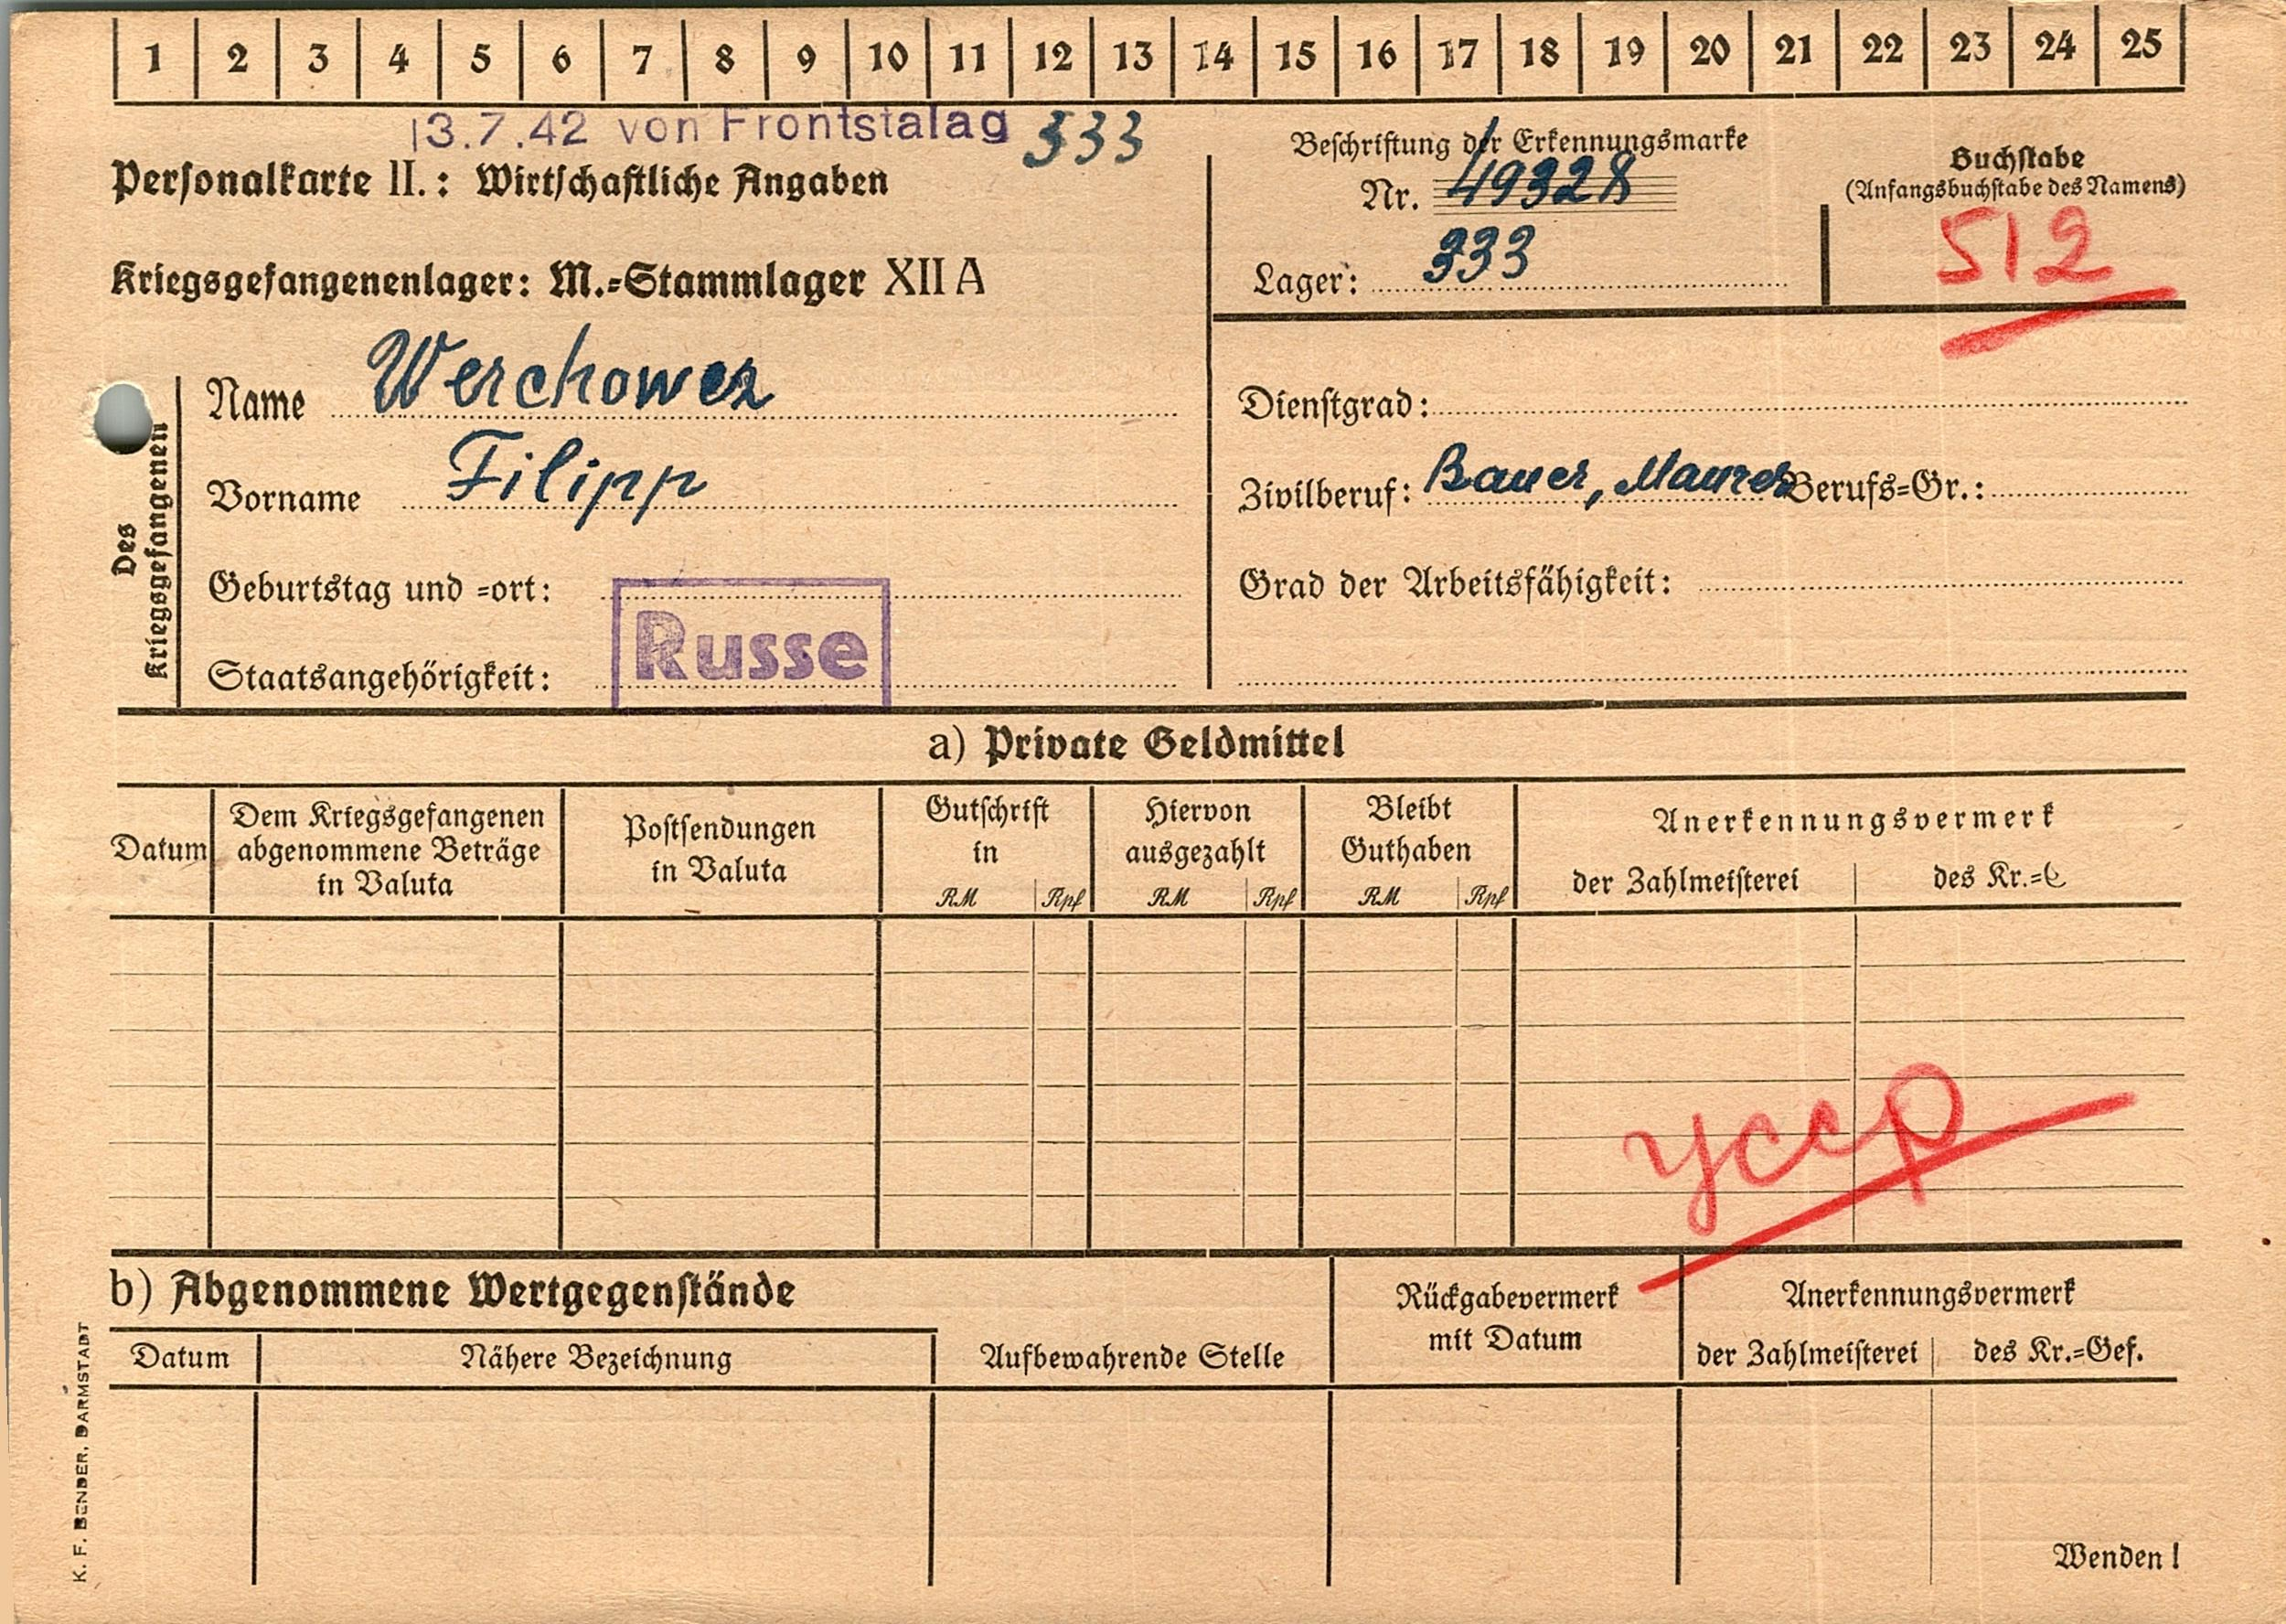 1 2 3 4 5 6 7 8 9 10 11 12 13 14 15 16 17 18 19 20 21 22 23 24 25
13.7.42 von Frontstalag 333
Personalkarte II.: Wirtschaftliche Angaben
Kriegsgefangenenlager: M.-Stammlager XII A
Beschriftung der Erkennungsmarke
Nr. 49328
Lager: 333
Buchstabe
(Anfangsbuchstabe des Namens)
512
Des
Kriegsgefangenen
Name Werchowez
Vorname Filipp
Geburtstag und -ort:
Staatsangehörigkeit: Russe
Dienstgrad:
Zivilberuf: Bauer, Maurer Berufs-Gr.:
Grad der Arbeitsfähigkeit:
a) Private Geldmittel
Datum
Dem Kriegsgefangenen
abgenommene Beträge
in Valuta
Postsendungen
in Valuta
Gutschrift
in
RM Rpf
Hiervon
ausgezahlt
RM Rpf
Bleibt
Guthaben
RM Rpf
Anerkennungsvermerk
der Zahlmeisterei des Kr.-G
УССР
b) Abgenommene Wertgegenstände
Datum Nähere Bezeichnung Aufbewahrende Stelle
Rückgabevermerk
mit Datum
Anerkennungsvermerk
der Zahlmeisterei des Kr.-Gef.
K. F. BENDER, DARMSTADT
Wenden!